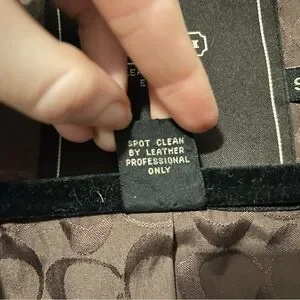 SPOT CLEAN
BY LEATHER
PROFESSIONAL
ONLY